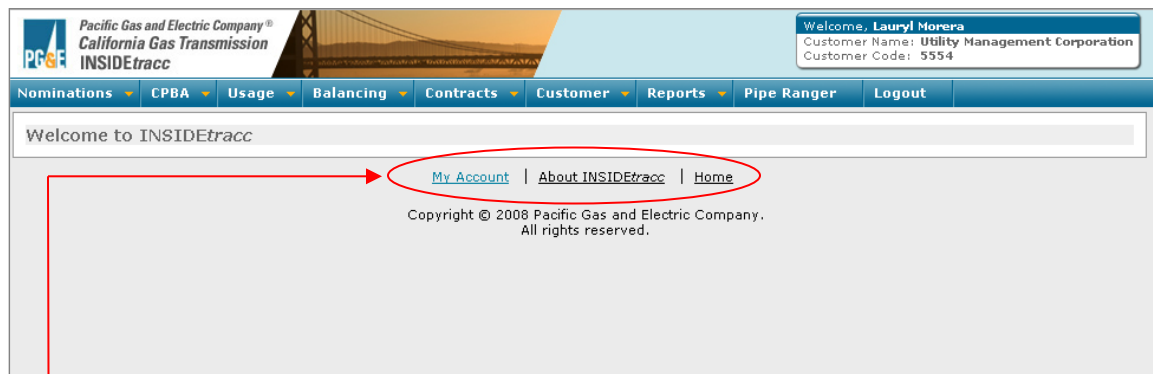 Pacific Gas and Electric Company®
California Gas Transmission
INSIDEtracc
PG&E
Welcome, Lauryl Morera
Customer Name: Utility Management Corporation
Customer Code: 5554
Nominations CPBA Usage Balancing Contracts Customer Reports Pipe Ranger Logout
Welcome to INSIDEtracc
My Account | About INSIDEtracc | Home
Copyright © 2008 Pacific Gas and Electric Company.
All rights reserved.